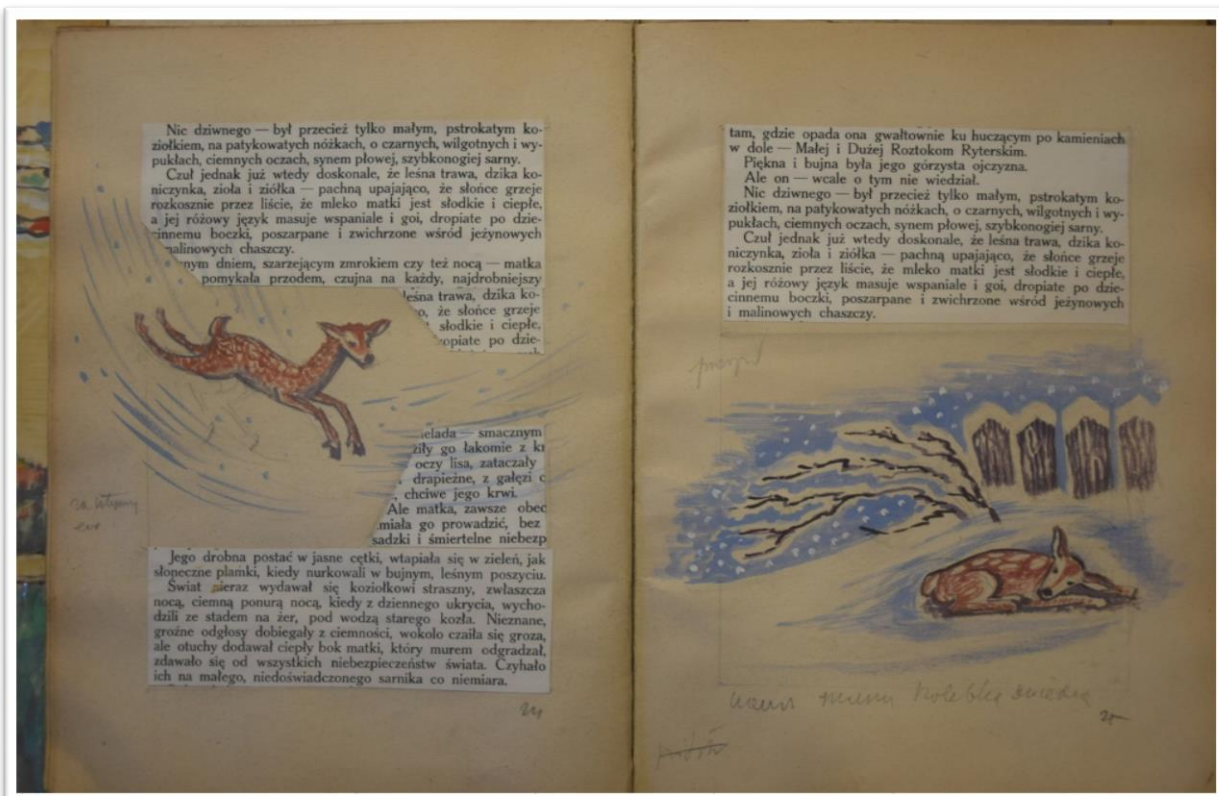 Nic dziwnego — był przecież tylko małym, pstrokatym ko-
ziołkiem, na patykowatych nóżkach, o czarnych, wilgotnych i wy-
pukłach, ciemnych oczach, synem płowej, szybkonogiej sarny.
Czuł jednak już wtedy doskonale, że leśna trawa, dzika ko-
niczynka, zioła i ziółka — pachną upajająco, że słońce grzeje
rozkosznie przez liście, że mleko matki jest słodkie i ciepłe,
a jej różowy język masuje wspaniale i goi, dropiate po dzie-
cinnemu boczki, poszarpane i zwichrzone wśród jeżynowych
malinowych chaszczy.
nym dniem, szarzejącym zmrokiem czy też nocą — matka
pomykała przodem, czujna na każdy, najdrobniejszy
leśna trawa, dzika ko-
o, że słońce grzeje
słodkie i ciepłe,
opiate po dzie-
elada — smacznym
ziły go łakomie z k
oczy lisa, zataczały
drapieżne, z gałęzi
, chciwe jego krwi.
Ale matka, zawsze obec
miała go prowadzić, bez
sadzki i śmiertelne niebezp
Jego drobna postać w jasne cętki, wtapiała się w zieleń, jak
słoneczne plamki, kiedy nurkowali w bujnym, leśnym poszyciu.
Świat nieraz wydawał się koziołkowi straszny, zwłaszcza
nocą, ciemną ponurą nocą, kiedy z dziennego ukrycia, wycho-
dzili ze stadem na żer, pod wodzą starego kozła. Nieznane,
groźne odgłosy dobiegały z ciemności, wokoło czaiła się groza,
ale otuchy dodawał ciepły bok matki, który murem odgradzał,
zdawało się od wszystkich niebezpieczeństw świata. Czyhało
ich na małego, niedoświadczonego sarnika co niemiara.
24
tam, gdzie opada ona gwałtownie ku huczącym po kamieniach
w dole — Małej i Dużej Roztokom Ryterskim.
Piękna i bujna była jego górzysta ojczyzna.
Ale on — wcale o tym nie wiedział.
Nic dziwnego — był przecież tylko małym, pstrokatym ko-
ziołkiem, na patykowatych nóżkach, o czarnych, wilgotnych i wy-
pukłach, ciemnych oczach, synem płowej, szybkonogiej sarny.
Czuł jednak już wtedy doskonale, że leśna trawa, dzika ko-
niczynka, zioła i ziółka — pachną upajająco, że słońce grzeje
rozkosznie przez liście, że mleko matki jest słodkie i ciepłe,
a jej różowy język masuje wspaniale i goi, dropiate po dzie-
cinnemu boczki, poszarpane i zwichrzone wśród jeżynowych
i malinowych chaszczy.
kolebką
25